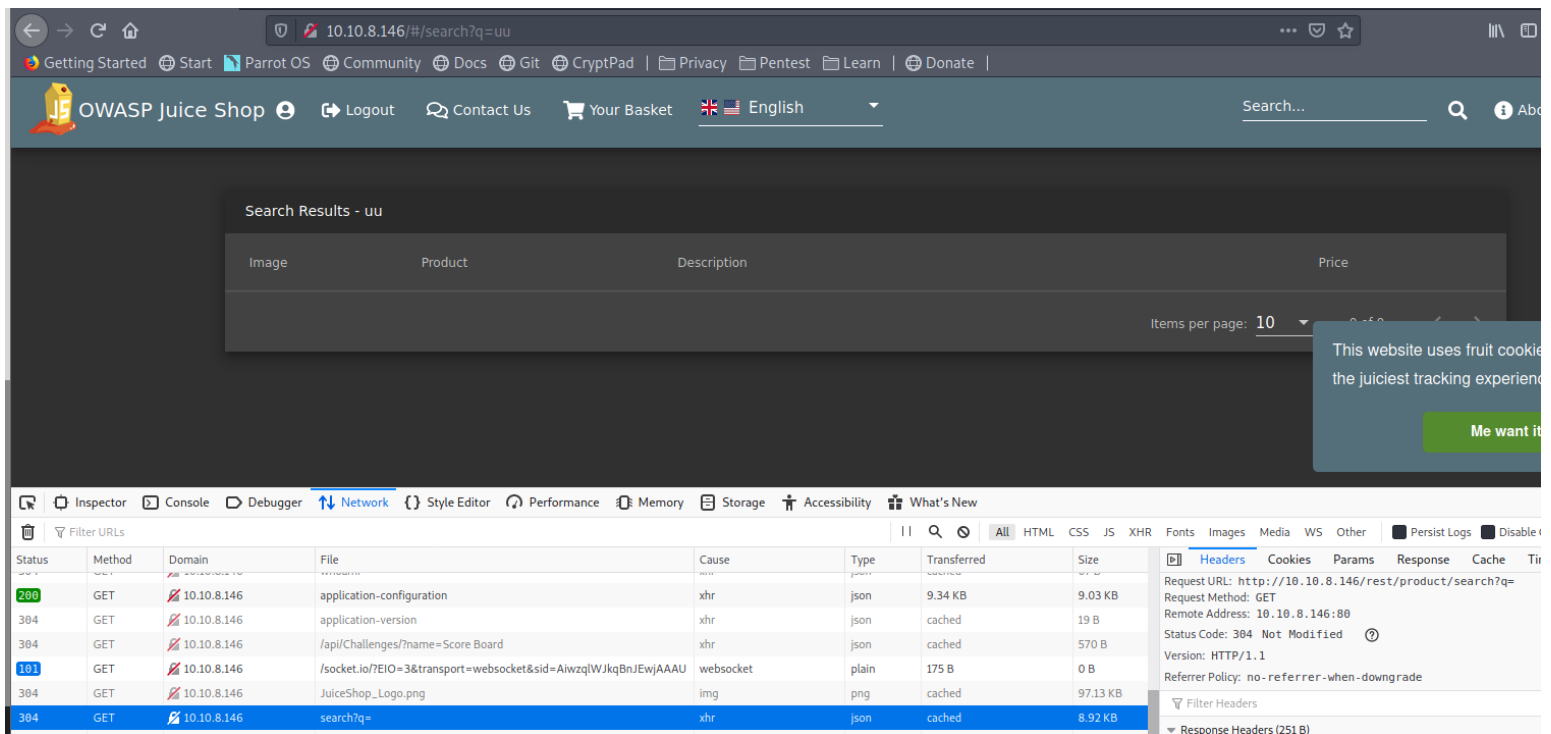 10.10.8.146/#/search?q=uu
Getting Started Start Parrot OS Community Docs Git CryptPad | Privacy Pentest Learn | Donate |
JS OWASP Juice Shop Logout Contact Us Your Basket English Search...
Search Results - uu
Image Product Description Price
Items per page: 10
This website uses fruit
the juiciest tracking
Me want
Inspector Console Debugger Network Style Editor Performance Memory Storage Accessibility What's New
Filter URLs All HTML CSS JS XHR Fonts Images Media WS Other Persist Logs Disable
Status Method Domain File Cause Type Transferred Size Headers Cookies Params Response Cache
Request URL: http://10.10.8.146/rest/product/search?q=
200 GET 10.10.8.146 application-configuration xhr json 9.34 KB 9.03 KB
Request Method: GET
Remote Address: 10.10.8.146:80
304 GET 10.10.8.146 application-version xhr json cached 19 B
Status Code: 304 Not Modified
304 GET 10.10.8.146 /api/Challenges/?name=Score Board xhr json cached 570 B
Version: HTTP/1.1
101 GET 10.10.8.146 /socket.io/?EIO=3&transport=websocket&sid=AiwzqlWJkqBnJEwjAAAU websocket plain 175 B 0 B
Referrer Policy: no-referrer-when-downgrade
304 GET 10.10.8.146 JuiceShop_Logo.png img png cached 97.13 KB
Filter Headers
304 GET 10.10.8.146 search?q= xhr json cached 8.92 KB
Response Headers (251 B)